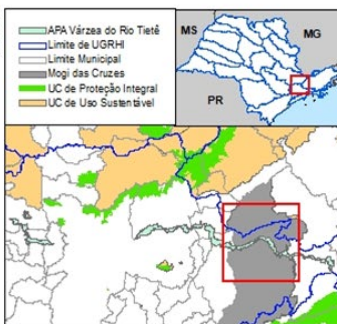 APA Várzea do Rio Tietê
Limite de UGRHI
Limite Municipal
Mogi das Cruzes
UC de Proteção Integral
UC de Uso Sustentável
MS
MG
PR